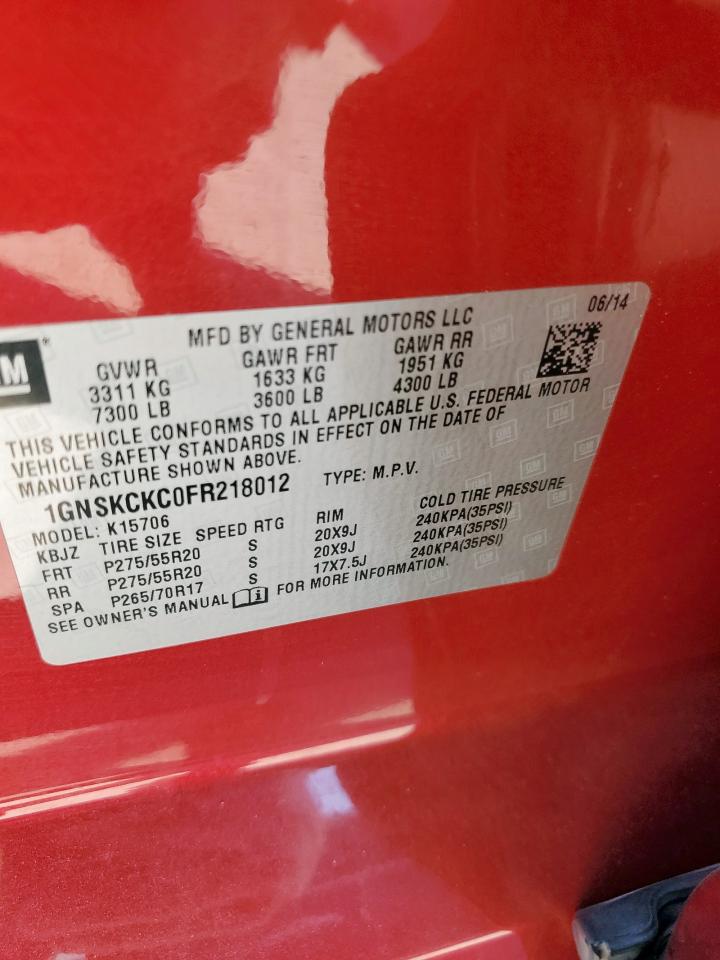 06/14
MFD BY GENERAL MOTORS LLC
GM®
GVWR GAWR FRT GAWR RR
3311 KG 1633 KG 1951 KG
7300 LB 3600 LB 4300 LB
THIS VEHICLE CONFORMS TO ALL APPLICABLE U.S. FEDERAL MOTOR
VEHICLE SAFETY STANDARDS IN EFFECT ON THE DATE OF
MANUFACTURE SHOWN ABOVE.
1GNSKCKC0FR218012 TYPE: M.P.V.
MODEL: K15706
KBJZ TIRE SIZE SPEED RTG RIM COLD TIRE PRESSURE
FRT P275/55R20 S 20X9J 240KPA(35PSI)
RR P275/55R20 S 20X9J 240KPA(35PSI)
SPA P265/70R17 S 17X7.5J 240KPA(35PSI)
SEE OWNER'S MANUAL FOR MORE INFORMATION.